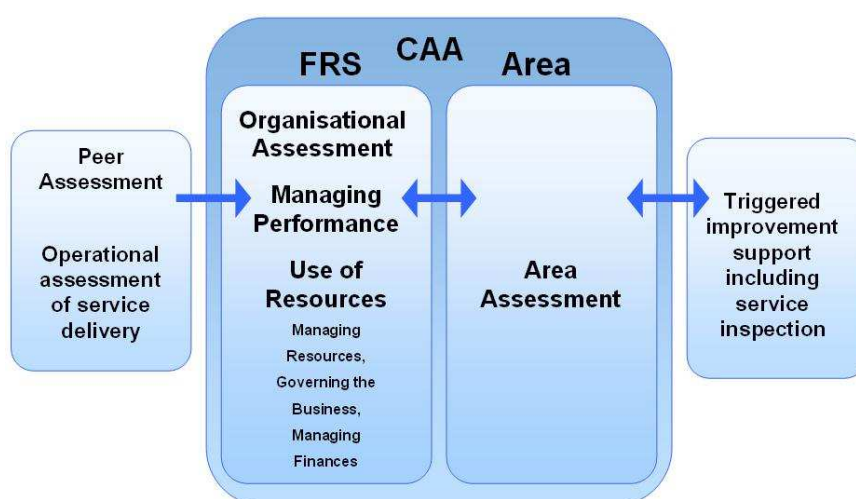 CAA
FRS
Area
Peer
Assessment
Operational
assessment
of service
delivery
Organisational
Assessment
Managing
Performance
Use of
Resources
Managing
Resources,
Governing the
Business,
Managing
Finances
Area
Assessment
Triggered
improvement
support
including
service
inspection